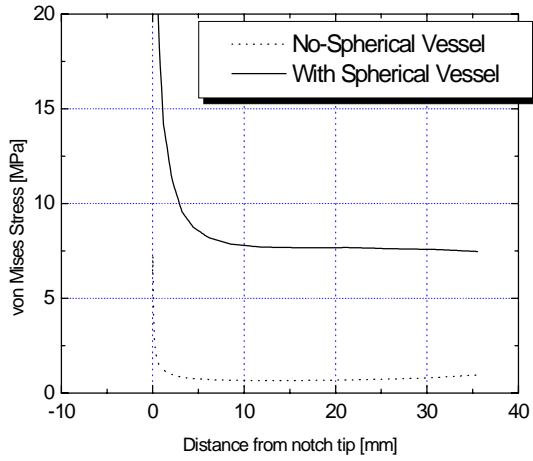 20
15
10
5
0
von Mises Stress [MPa]
No-Spherical Vessel
With Spherical Vessel
-10 0 10 20 30 40
Distance from notch tip [mm]